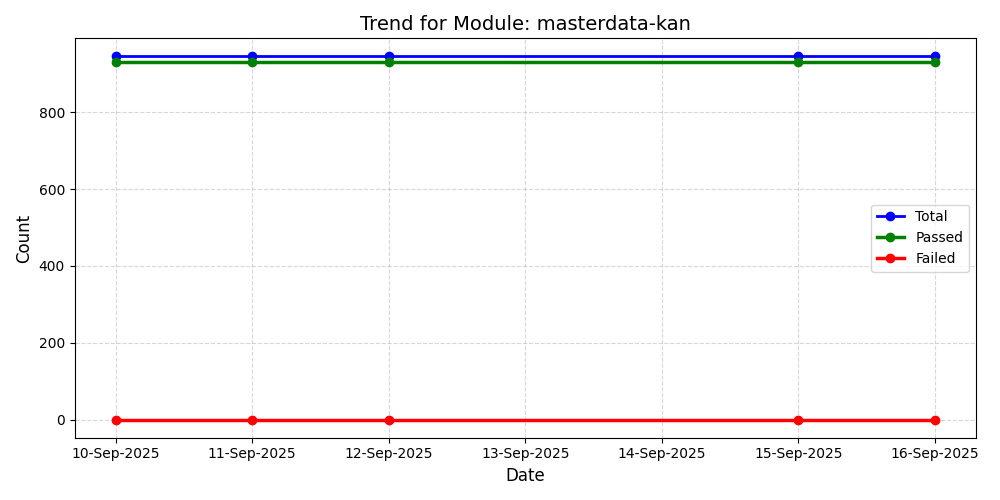 Trend for Module: masterdata-kan
Count
800
600
400
200
0
Total
Passed
Failed
10-Sep-2025
11-Sep-2025
12-Sep-2025
13-Sep-2025
14-Sep-2025
15-Sep-2025
16-Sep-2025
Date